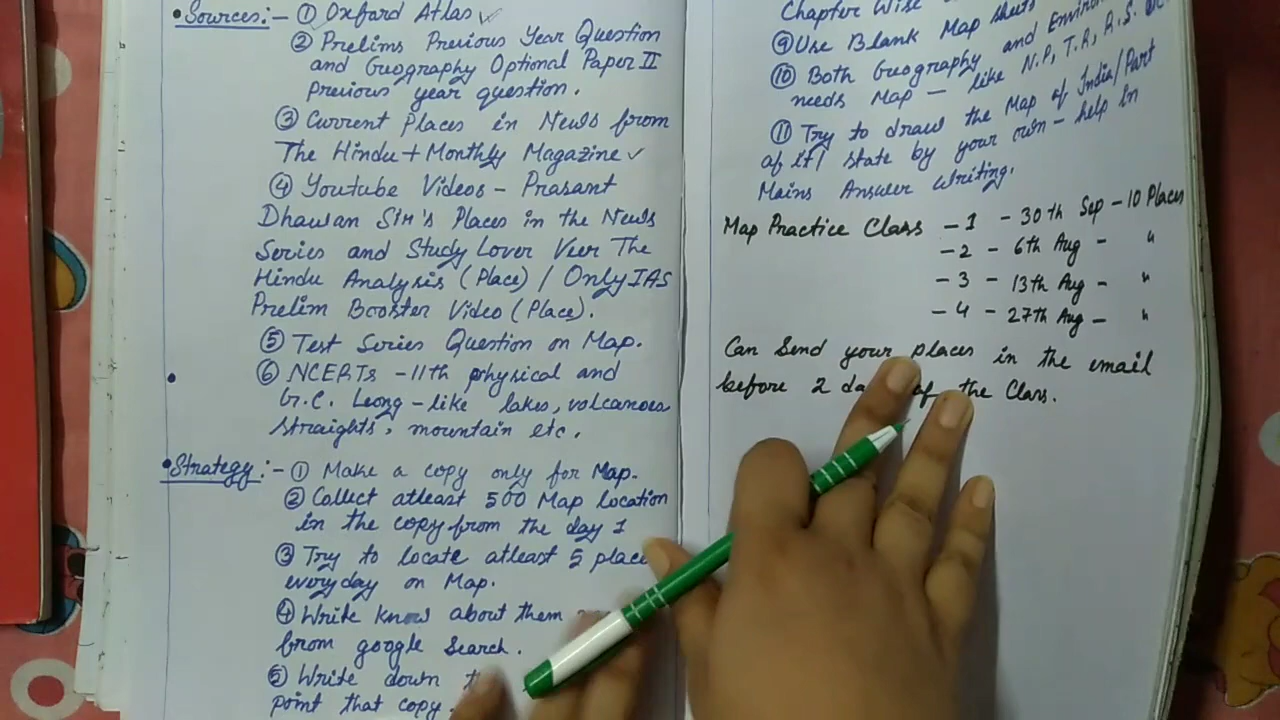 • Sources:- ① Oxford Atlas ✓
② Prelims Previous Year Question
and Geography Optional Paper II
previous year question.
③ Current Places in News from
The Hindu + Monthly Magazine ✓
④ Youtube Videos - Prasant
Dhawan Sir's Places in the News
Series and Study Lover Veer The
Hindu Analysis (Place) / OnlyIAS
Prelim Booster Video (Place).
⑤ Test Series Question on Map.
⑥ NCERTs - 11th physical and
G.C. Leong - like lakes, volcanoes
straights, mountain etc.
• Strategy:- ① Make a copy only for Map.
② Collect atleast 500 Map location
in the copy from the day 1
③ Try to locate atleast 5 place
everyday on Map.
④ Write know about them
from google Search.
⑤ Write down
point that copy.
Chapter Wise
⑨ Use Blank Map sheets
⑩ Both Geography and Environ
needs Map - like N.P, T.R, R.S.
⑪ Try to draw the Map of India/Part
of it/ state by your own - help in
Mains Answer Writing.
Map Practice Class - 1 - 30th Sep - 10 Places
- 2 - 6th Aug - "
- 3 - 13th Aug - "
- 4 - 27th Aug - "
Can Send your places in the email
before 2 da of the Class.